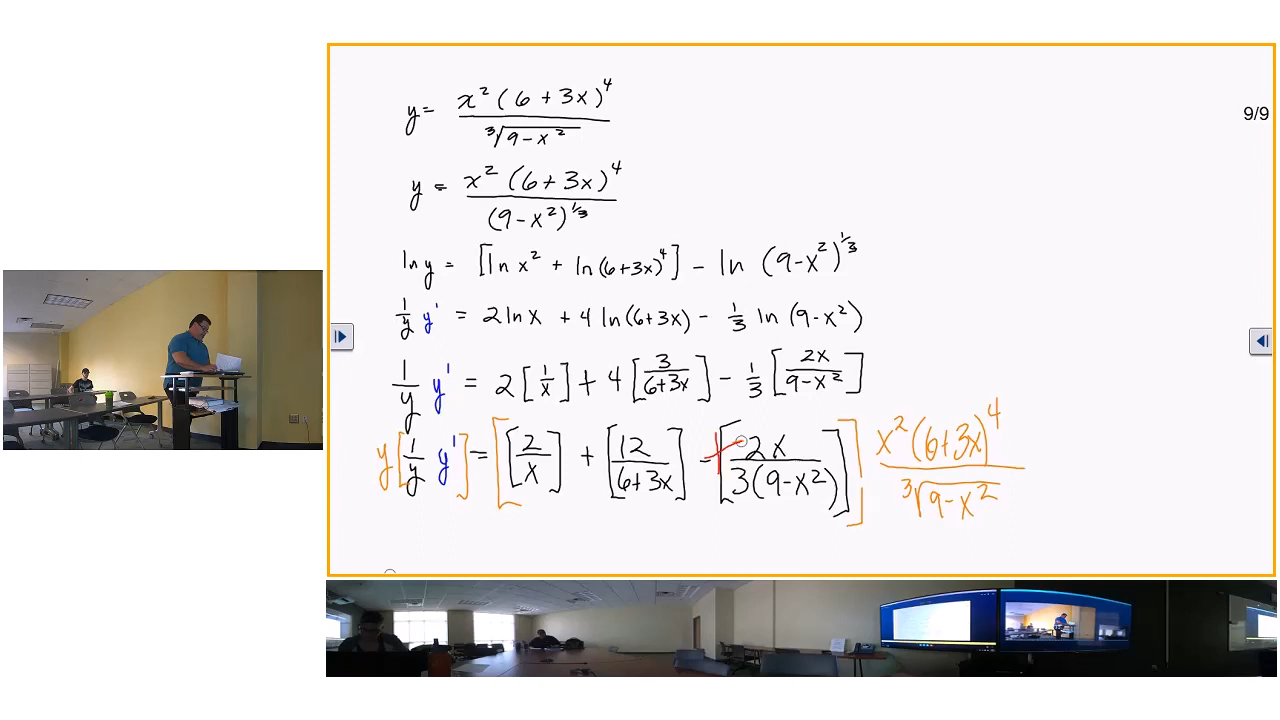 y = x² (6 + 3x)⁴ / ³√9 - x²
9/9
y = x² (6 + 3x)⁴ / (9 - x²)^1/3
ln y = [ln x² + ln(6+3x)⁴] - ln (9-x²)^1/3
1/y y' = 2 ln x + 4 ln(6+3x) - 1/3 ln (9-x²)
1/y y' = 2 [1/x] + 4 [3/6+3x] - 1/3 [2x/9-x²]
y [1/y y'] = [[2/x] + [12/6+3x] + [2x/3(9-x²)]] x²(6+3x)⁴ / ³√9-x²